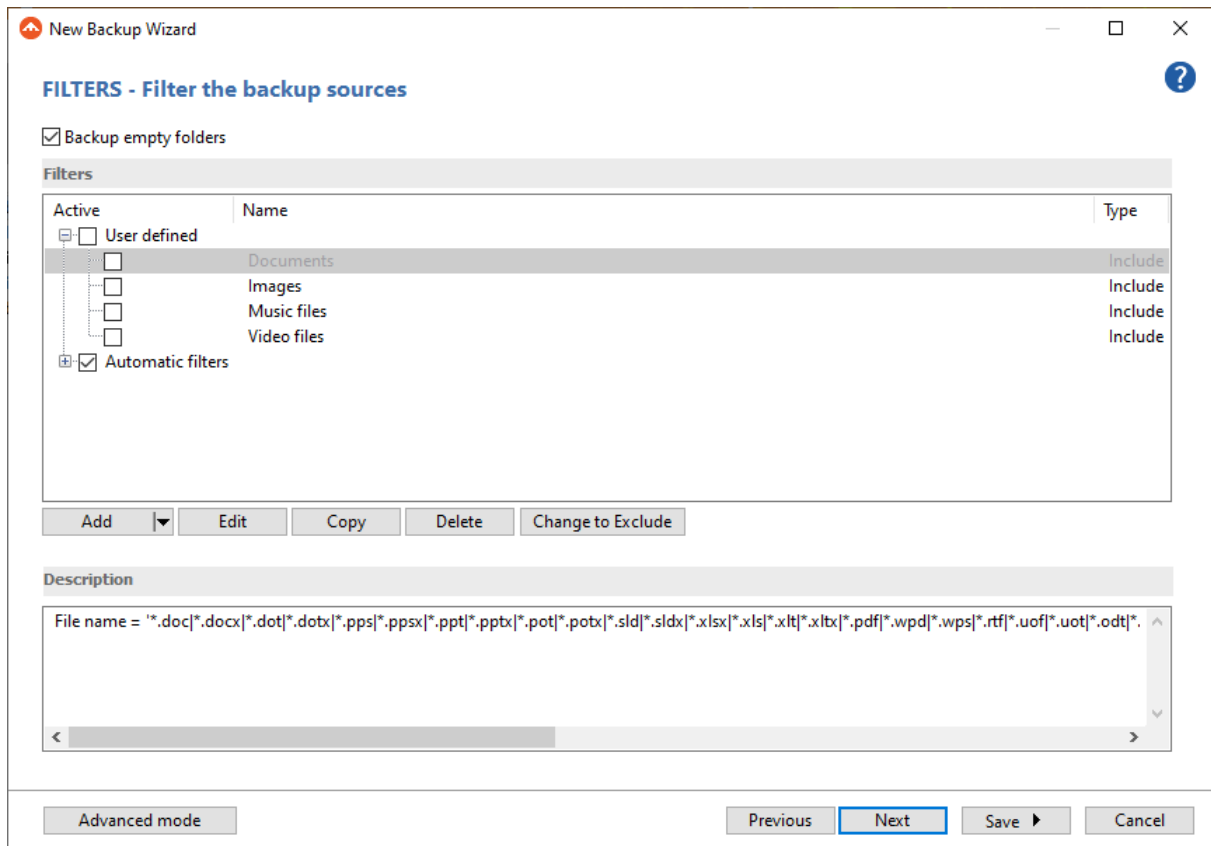 New Backup Wizard
FILTERS - Filter the backup sources
?
Backup empty folders
Filters
Active Name Type
User defined
Documents Include
Images Include
Music files Include
Video files Include
Automatic filters
Add Edit Copy Delete Change to Exclude
Description
File name = '*.doc|*.docx|*.dot|*.dotx|*.pps|*.ppsx|*.ppt|*.pptx|*.pot|*.potx|*.sld|*.sldx|*.xlsx|*.xls|*.xlt|*.xltx|*.pdf|*.wpd|*.wps|*.rtf|*.uof|*.uot|*.odt|*.
Advanced mode Previous Next Save Cancel